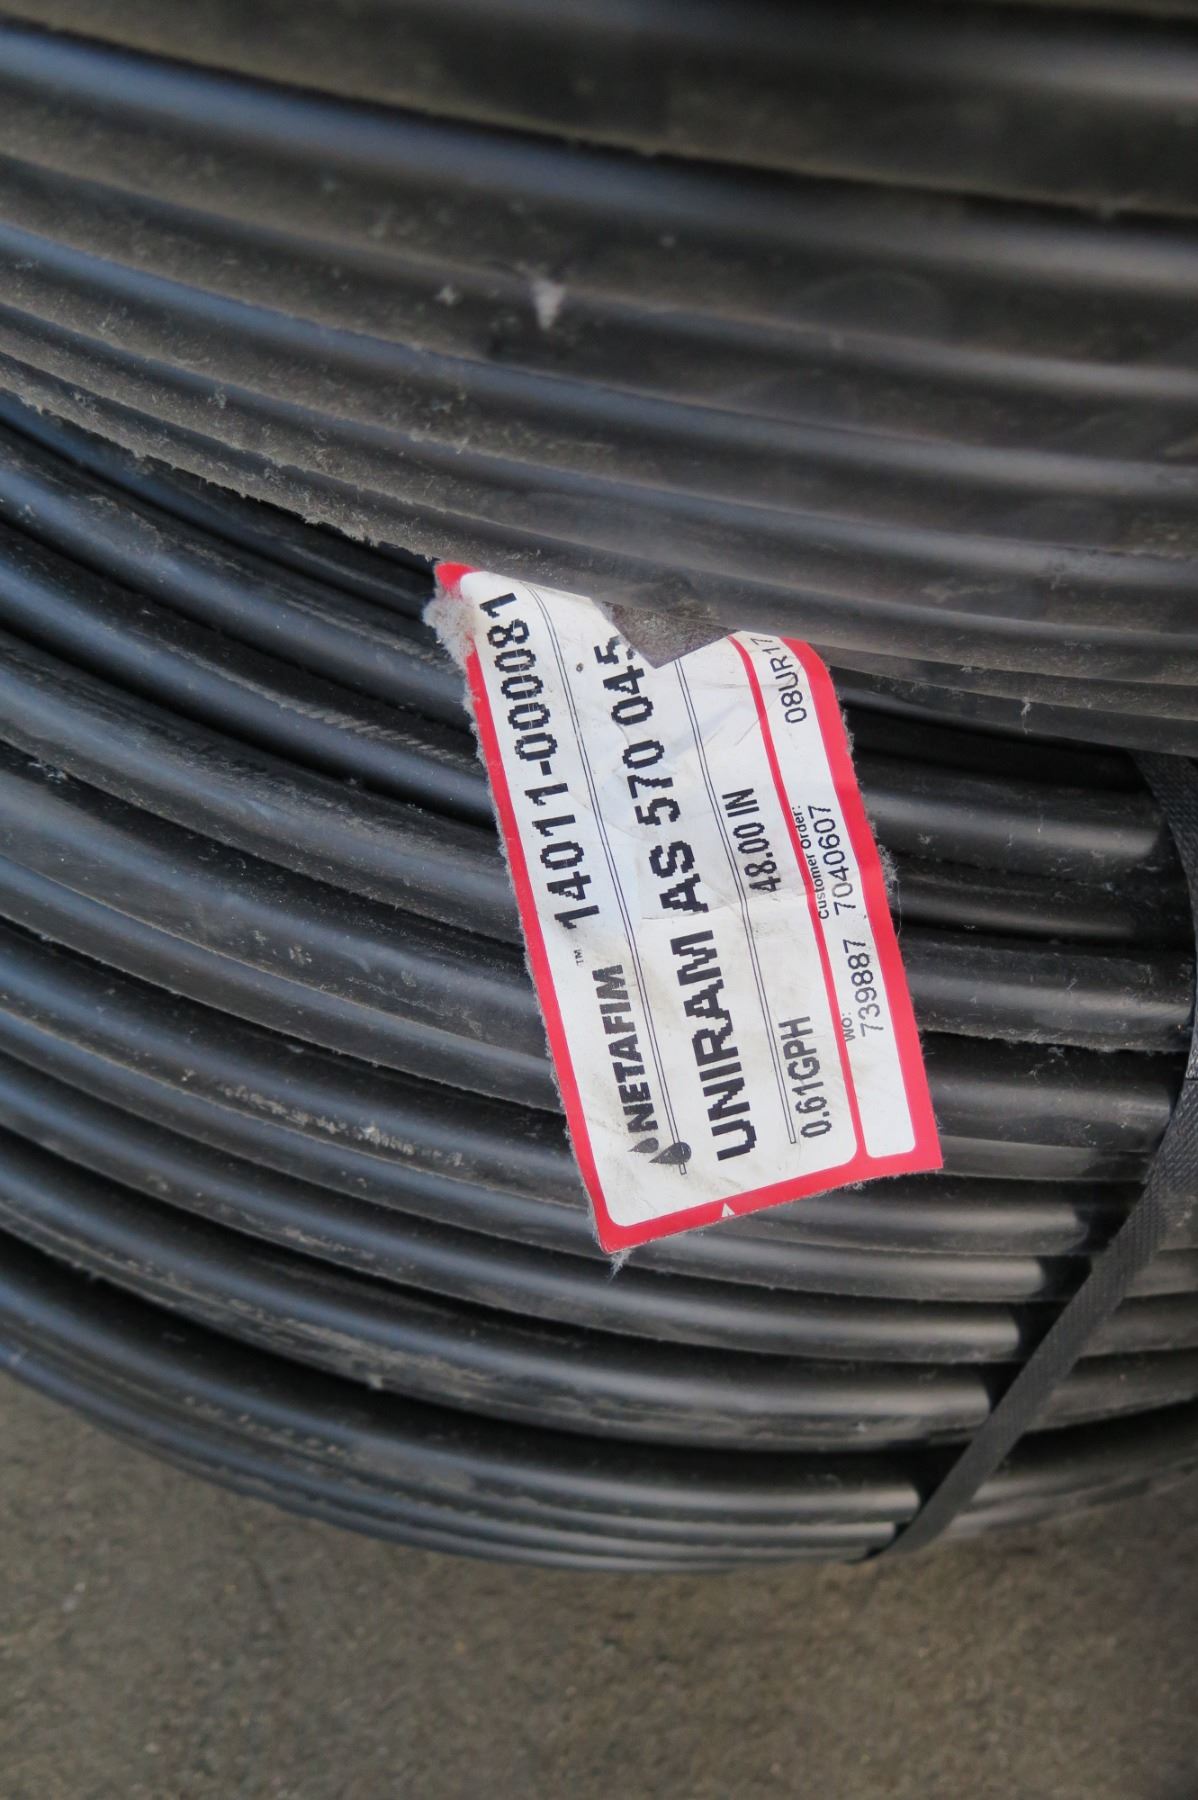 NETAFIM™ 14011-000081
UNIRAM AS 570 045
0.61GPH 48.00 IN
WO: Customer order:
739887 7040607 08UR17